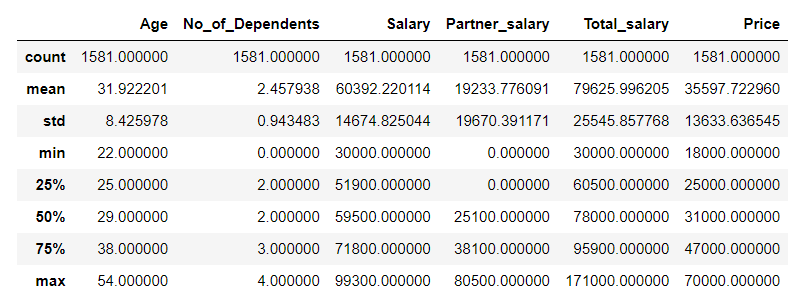 Age No_of_Dependents Salary Partner_salary Total_salary Price
count 1581.000000 1581.000000 1581.000000 1581.000000 1581.000000 1581.000000
mean 31.922201 2.457938 60392.220114 19233.776091 79625.996205 35597.722960
std 8.425978 0.943483 14674.825044 19670.391171 25545.857768 13633.636545
min 22.000000 0.000000 30000.000000 0.000000 30000.000000 18000.000000
25% 25.000000 2.000000 51900.000000 0.000000 60500.000000 25000.000000
50% 29.000000 2.000000 59500.000000 25100.000000 78000.000000 31000.000000
75% 38.000000 3.000000 71800.000000 38100.000000 95900.000000 47000.000000
max 54.000000 4.000000 99300.000000 80500.000000 171000.000000 70000.000000